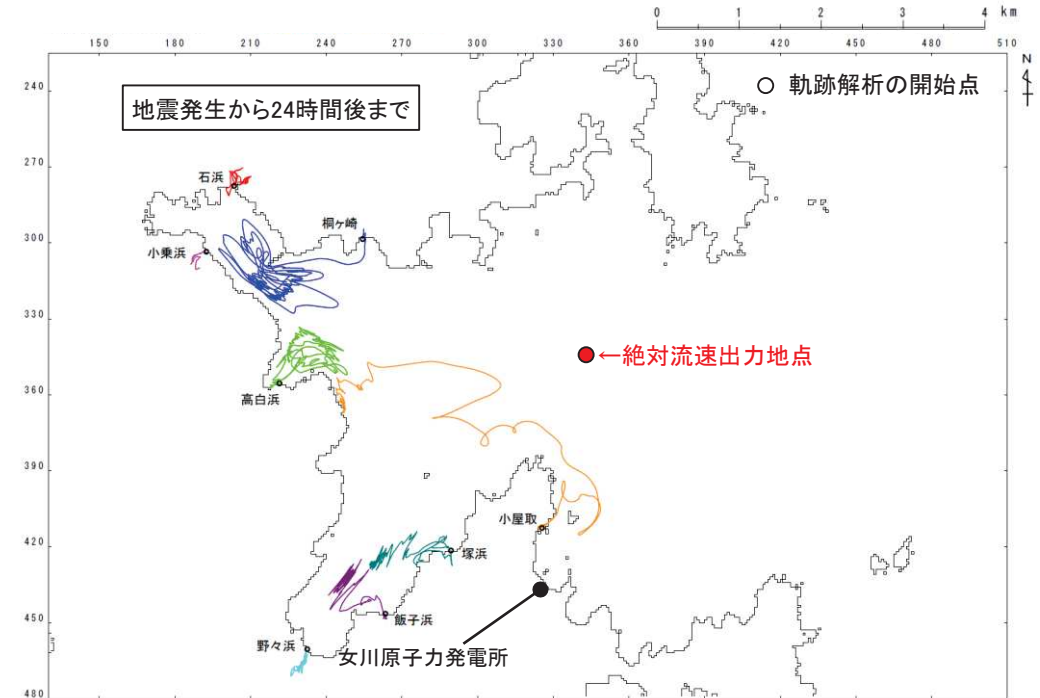 0 1 2 3 4 km
150 180 210 240 270 300 330 360 390 420 450 480 510
N
240
地震発生から24時間後まで
軌跡解析の開始点
270
石浜
300
桐ヶ崎
小乗浜
330
←絶対流速出力地点
360
高白浜
390
小屋取
420
塚浜
450
飯子浜
野々浜
女川原子力発電所
480